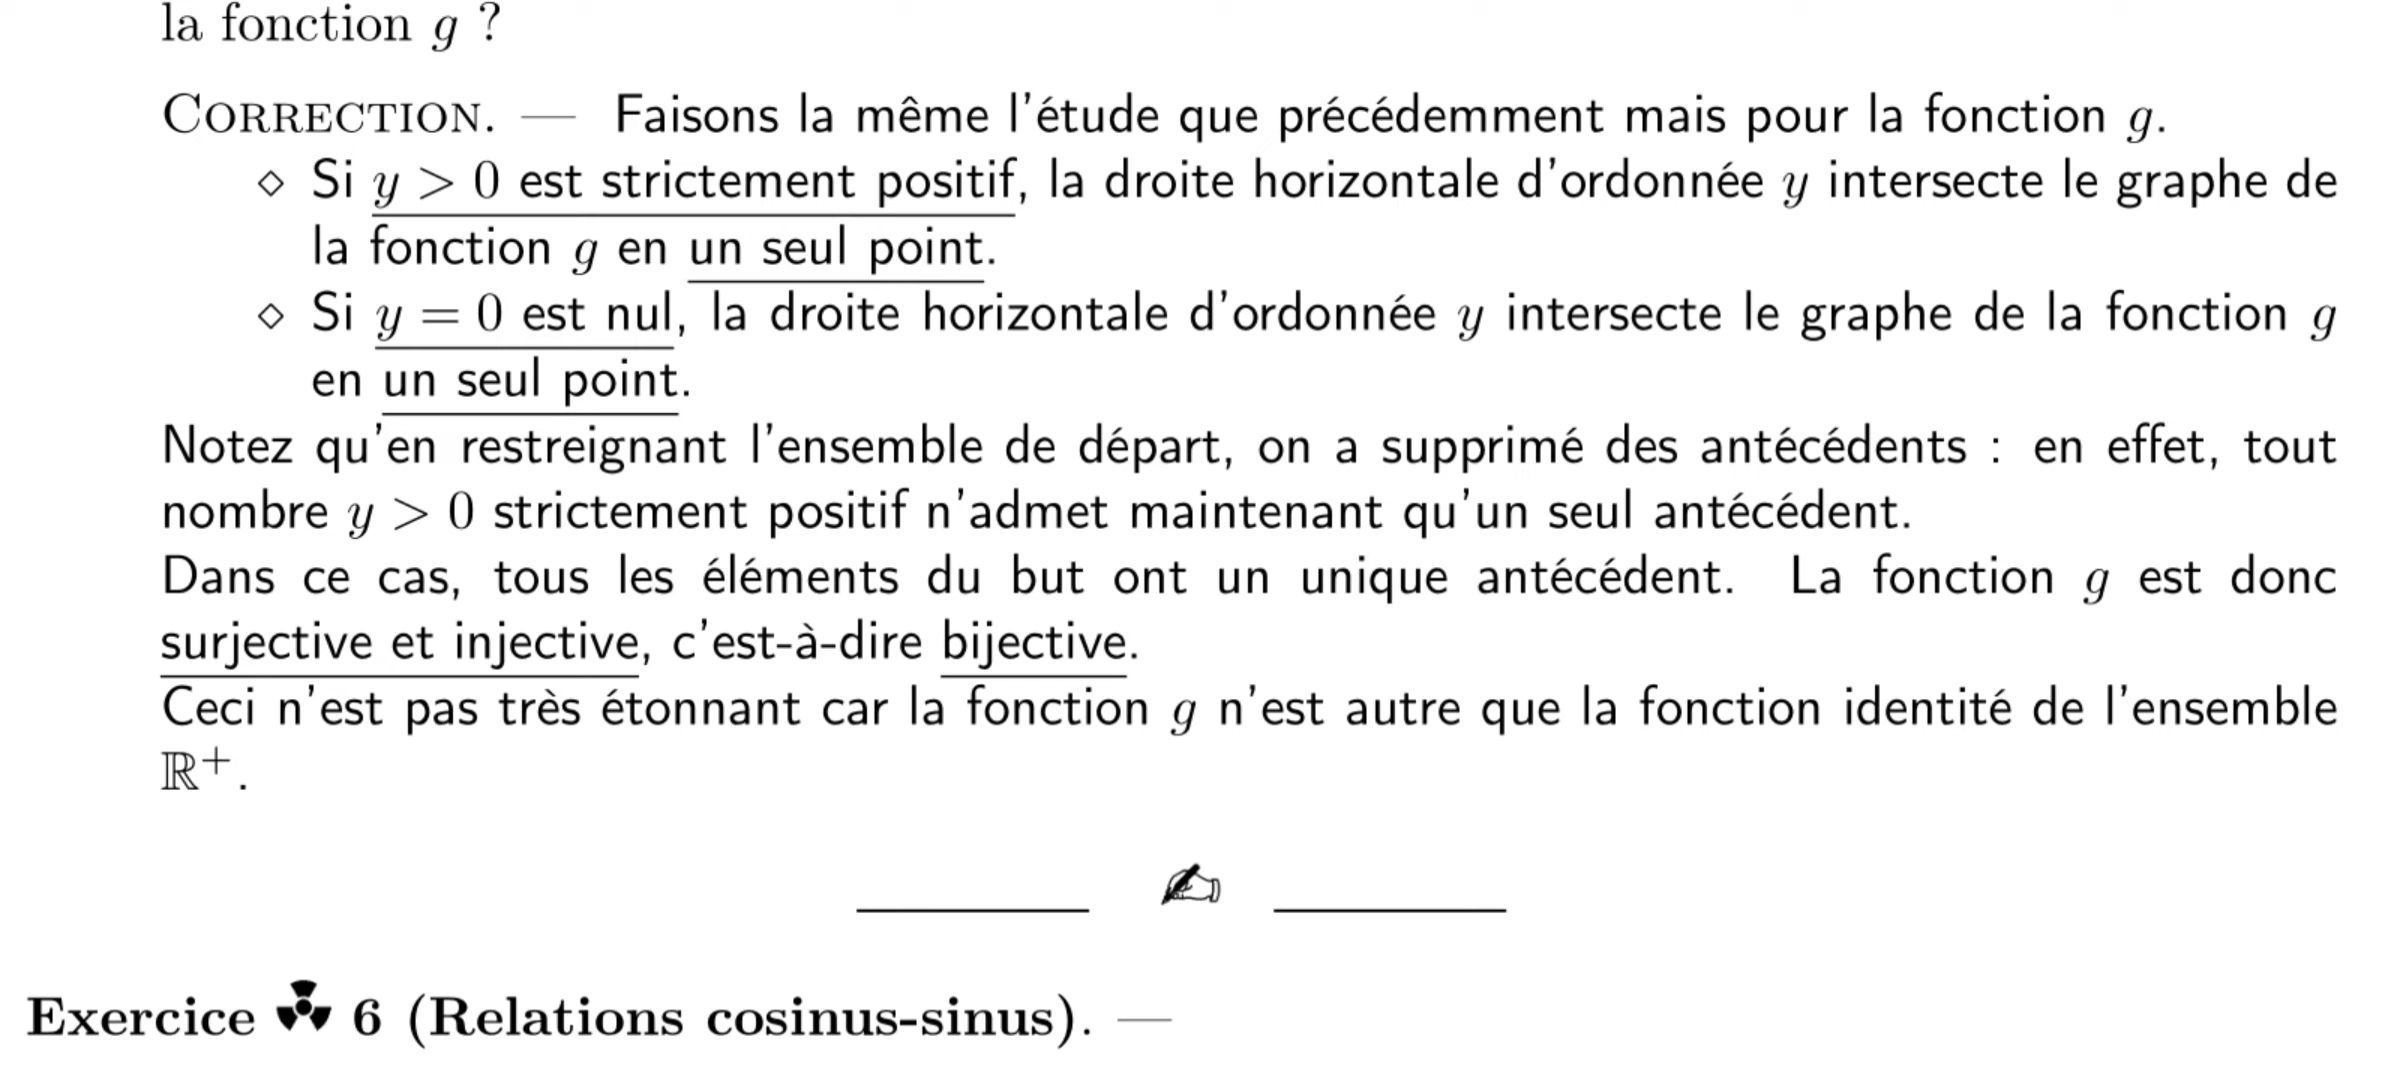 la fonction g ?
CORRECTION. — Faisons la même l'étude que précédemment mais pour la fonction g.
⋄ Si y > 0 est strictement positif, la droite horizontale d'ordonnée y intersecte le graphe de
la fonction g en un seul point.
⋄ Si y = 0 est nul, la droite horizontale d'ordonnée y intersecte le graphe de la fonction g
en un seul point.
Notez qu'en restreignant l'ensemble de départ, on a supprimé des antécédents : en effet, tout
nombre y > 0 strictement positif n'admet maintenant qu'un seul antécédent.
Dans ce cas, tous les éléments du but ont un unique antécédent. La fonction g est donc
surjective et injective, c'est-à-dire bijective.
Ceci n'est pas très étonnant car la fonction g n'est autre que la fonction identité de l'ensemble
ℝ⁺.
Exercice ☢ 6 (Relations cosinus-sinus). —